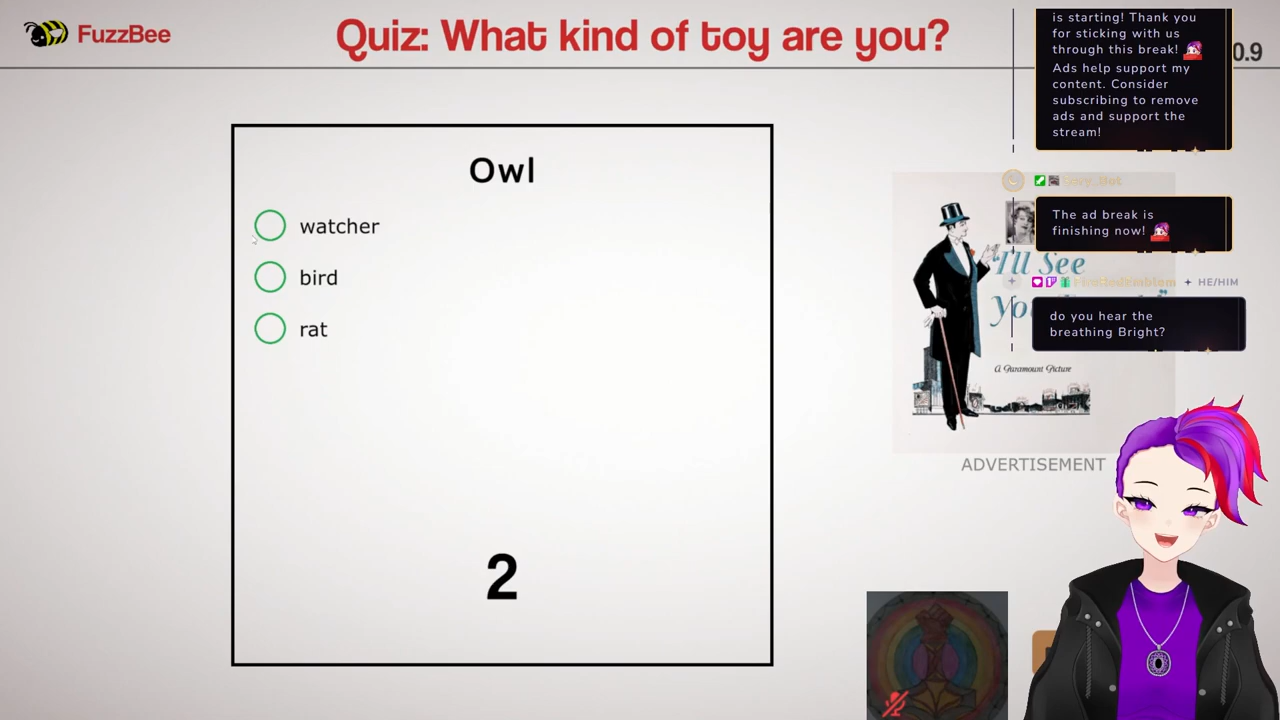 FuzzBee
Quiz: What kind of toy are you?
0.9
Owl
watcher
bird
rat
2
is starting! Thank you
for sticking with us
through this break!
Ads help support my
content. Consider
subscribing to remove
ads and support the
stream!
The ad break is
finishing now!
HE/HIM
do you hear the
breathing Bright?
I'll See
A Paramount Picture
ADVERTISEMENT